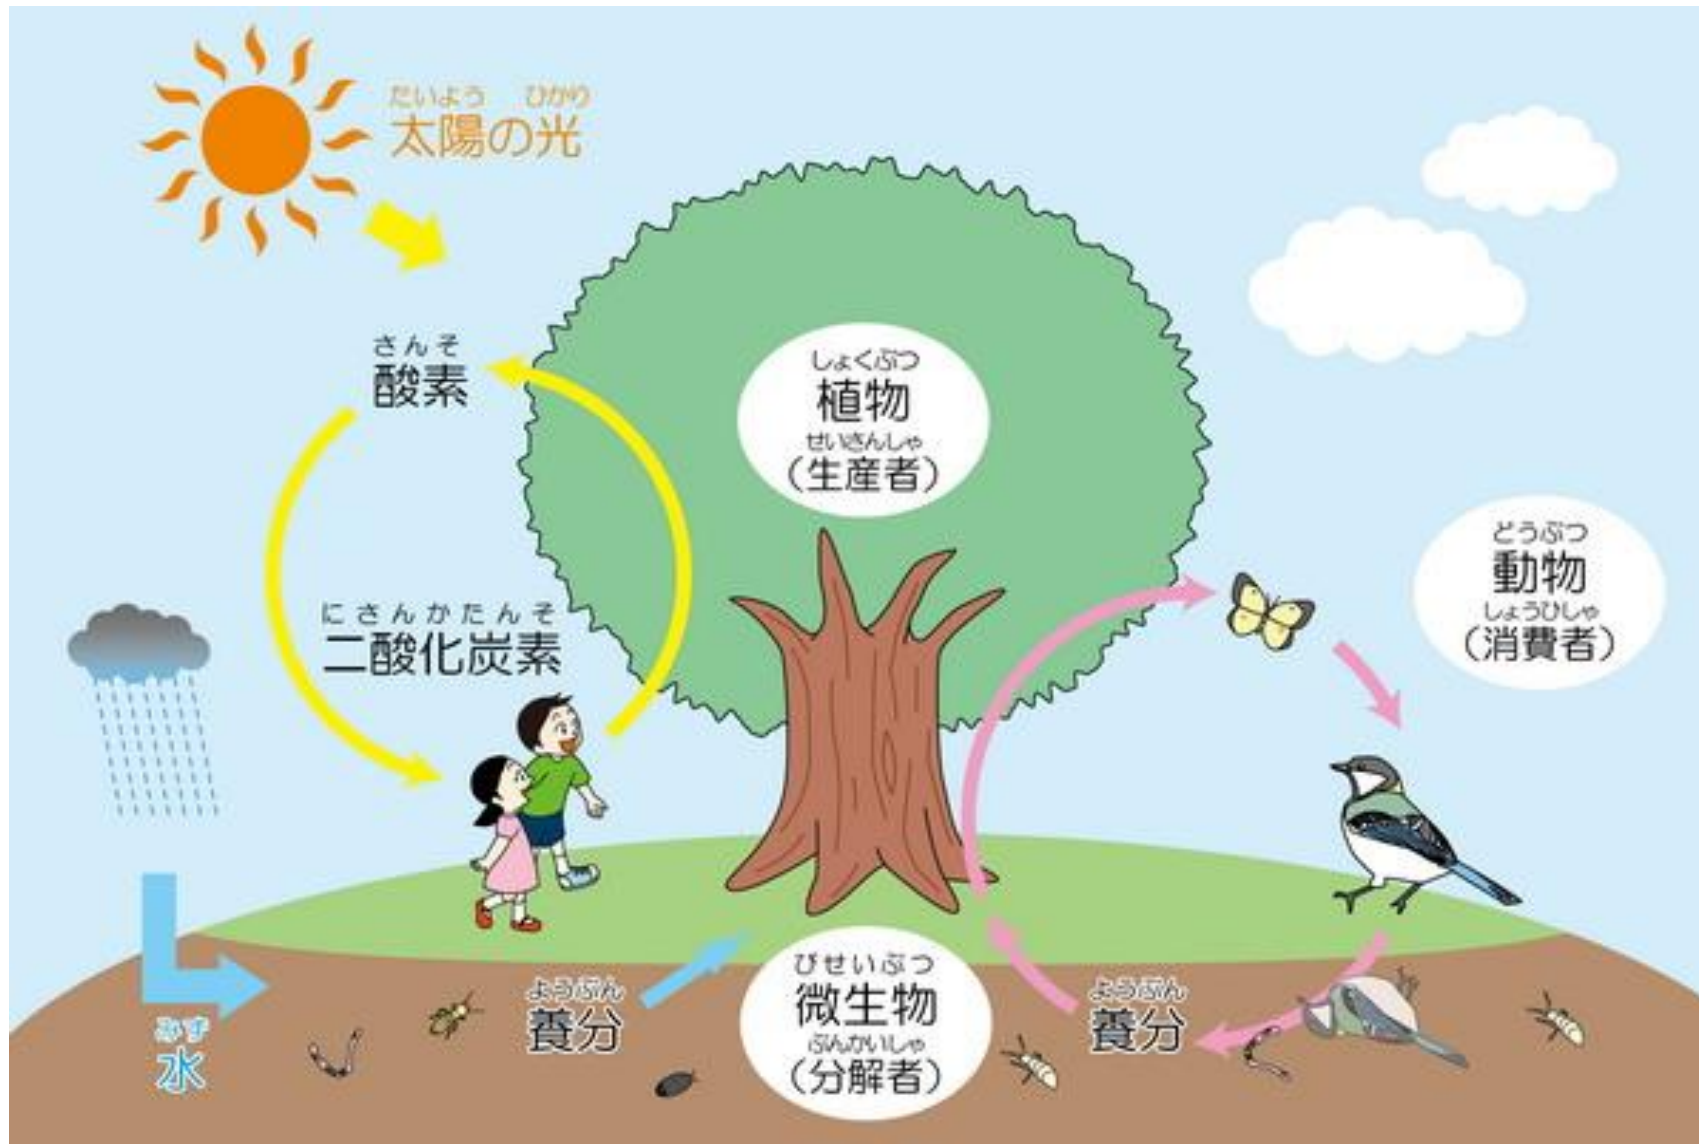 たいよう ひかり
太陽の光
さんそ
酸素
しょくぶつ
植物
せいさんしゃ
(生産者)
どうぶつ
動物
しょうひしゃ
(消費者)
にさんかたんそ
二酸化炭素
ようぶん
養分
びせいぶつ
微生物
ぶんかいしゃ
(分解者)
ようぶん
養分
みず
水